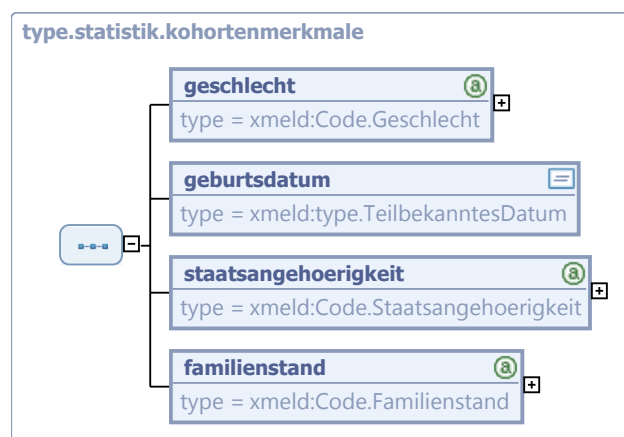 type.statistik.kohortenmerkmale
geschlecht
type = xmeld:Code.Geschlecht
geburtsdatum
type = xmeld:type.TeilbekanntesDatum
staatsangehoerigkeit
type = xmeld:Code.Staatsangehoerigkeit
familienstand
type = xmeld:Code.Familienstand